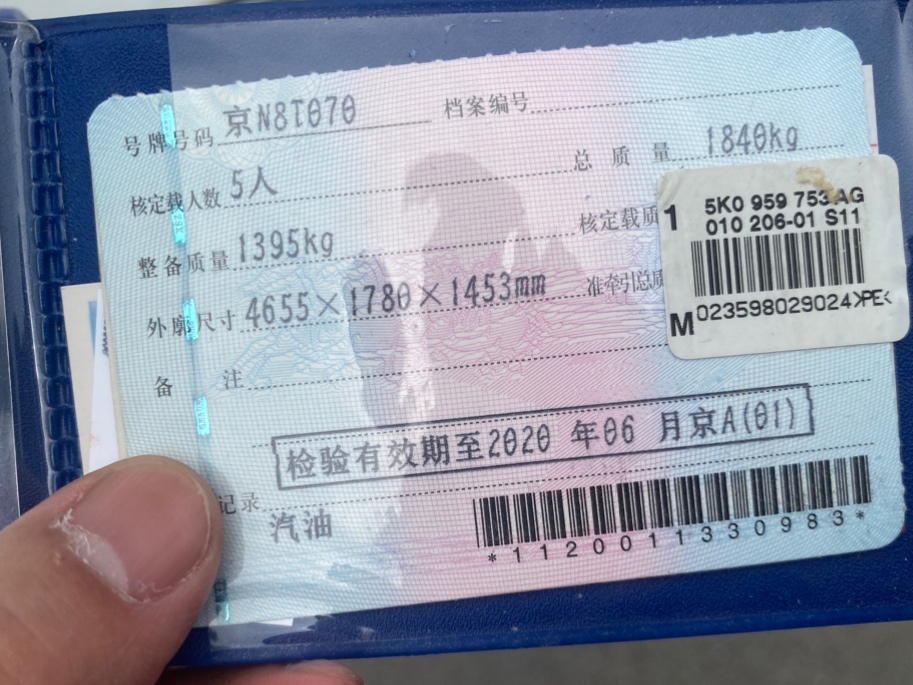 号牌号码 京N8T070 档案编号
核定载人数 5人 总质量 1840kg
整备质量 1395kg 核定载质
外廓尺寸 4655×1780×1453mm 准牵引总质
备注
检验有效期至2020年06月京A(01)
记录 汽油
*1120011330983*
1 5K0 959 753 AG
010 206-01 S11
M 023598029024 >PE<